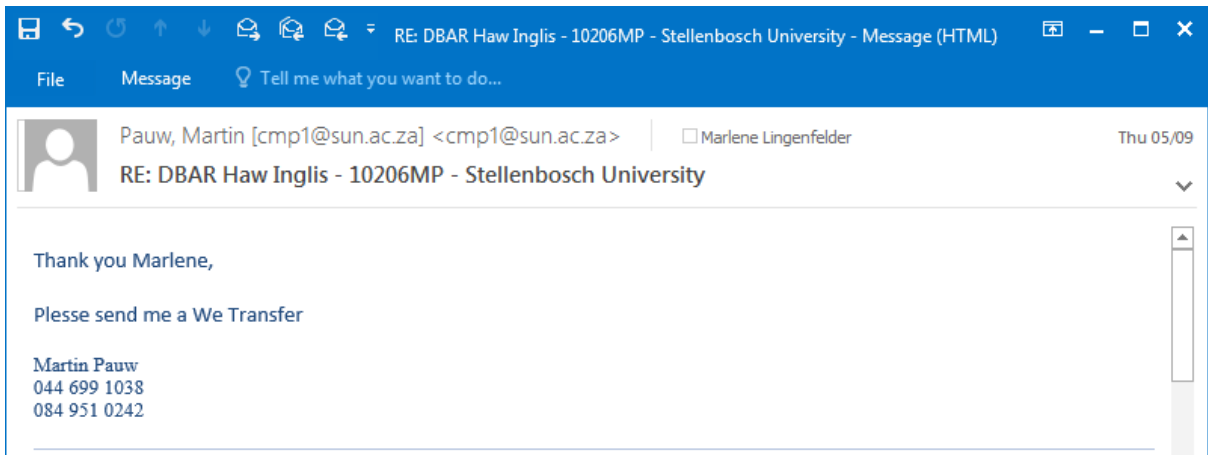 RE: DBAR Haw Inglis - 10206MP - Stellenbosch University - Message (HTML)
File Message Tell me what you want to do...
Pauw, Martin [cmp1@sun.ac.za] <cmp1@sun.ac.za> Marlene Lingenfelder Thu 05/09
RE: DBAR Haw Inglis - 10206MP - Stellenbosch University
Thank you Marlene,
Plesse send me a We Transfer
Martin Pauw
044 699 1038
084 951 0242